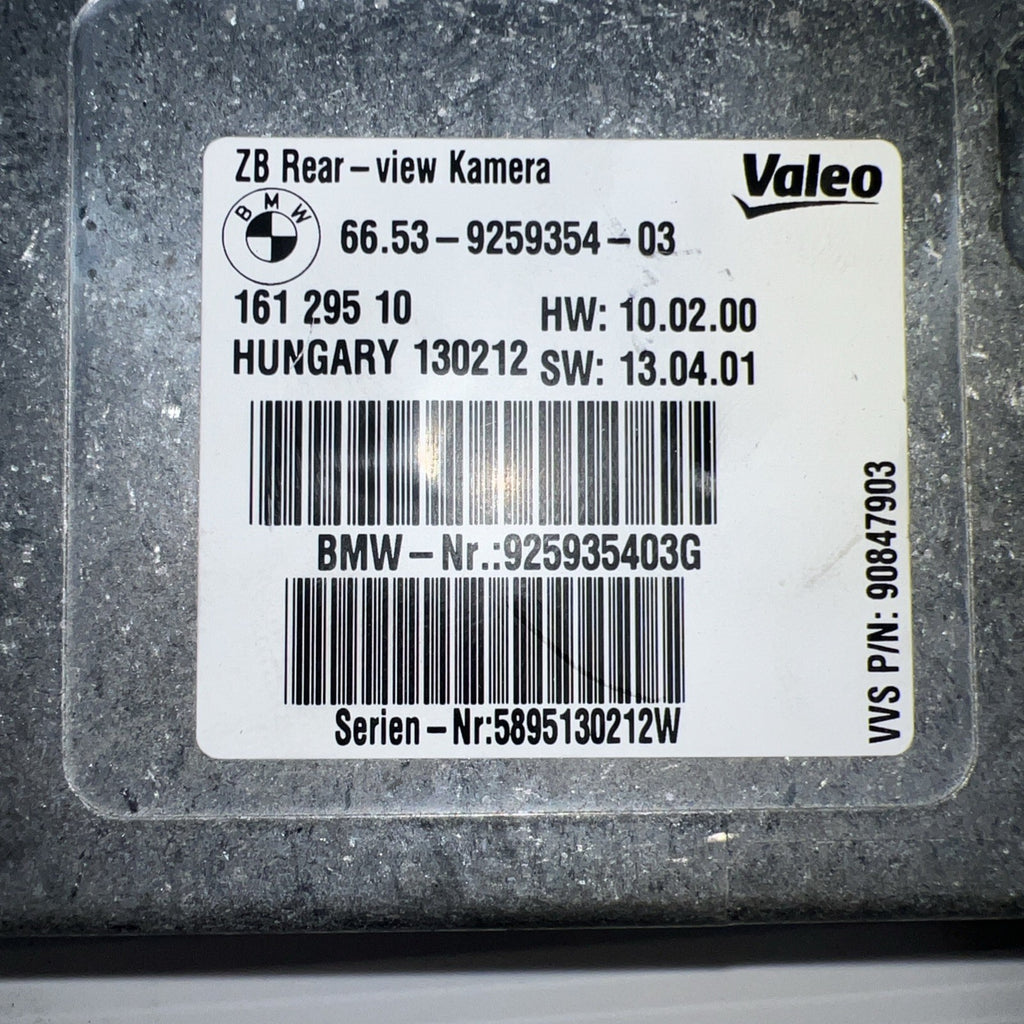 ZB Rear-view Kamera
Valeo
BMW
66.53-9259354-03
161 295 10
HW: 10.02.00
HUNGARY 130212
SW: 13.04.01
BMW-Nr.:925935403G
Serien-Nr:5895130212W
VVS P/N: 90847903